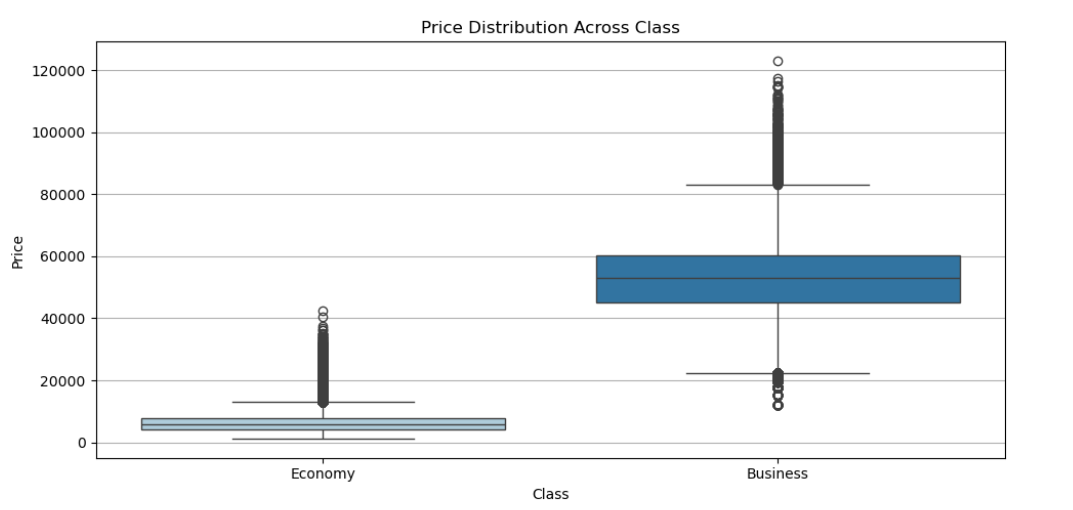 Price Distribution Across Class
120000
100000
80000
60000
40000
20000
0
Price
Economy
Business
Class